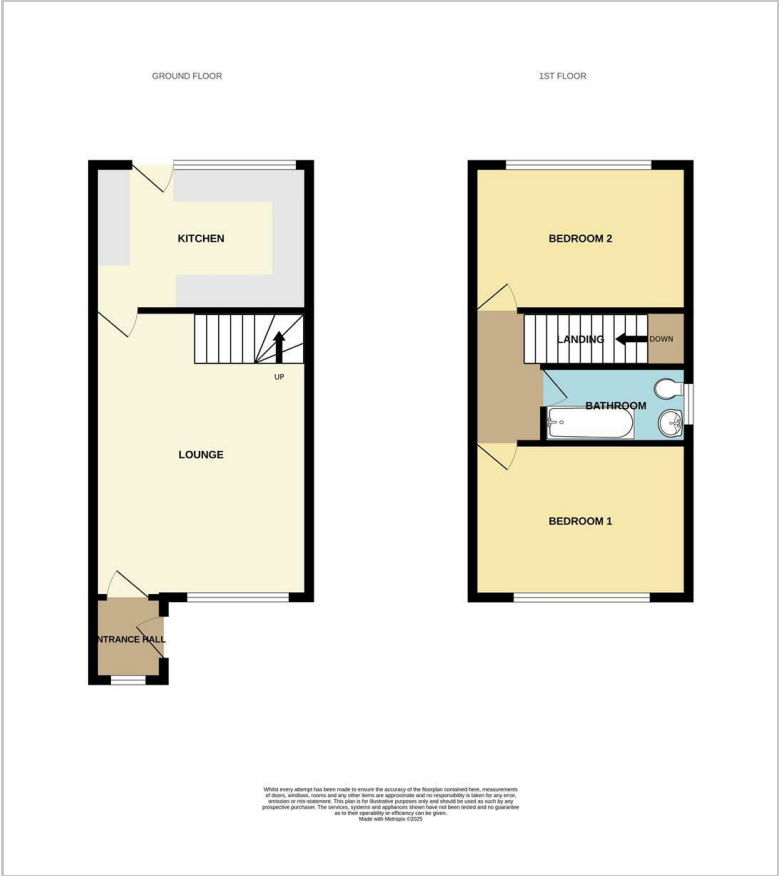 GROUND FLOOR
1ST FLOOR
KITCHEN
BEDROOM 2
LANDING
DOWN
UP
BATHROOM
LOUNGE
BEDROOM 1
NTRANCE HALL
Whilst every attempt has been made to ensure the accuracy of the floorplan contained here, measurements
of doors, windows, rooms and any other items are approximate and no responsibility is taken for any error,
omission or mis-statement. This plan is for illustrative purposes only and should be used as such by any
prospective purchaser. The services, systems and appliances shown have not been tested and no guarantee
as to their operability or efficiency can be given.
Made with Metropix ©2025